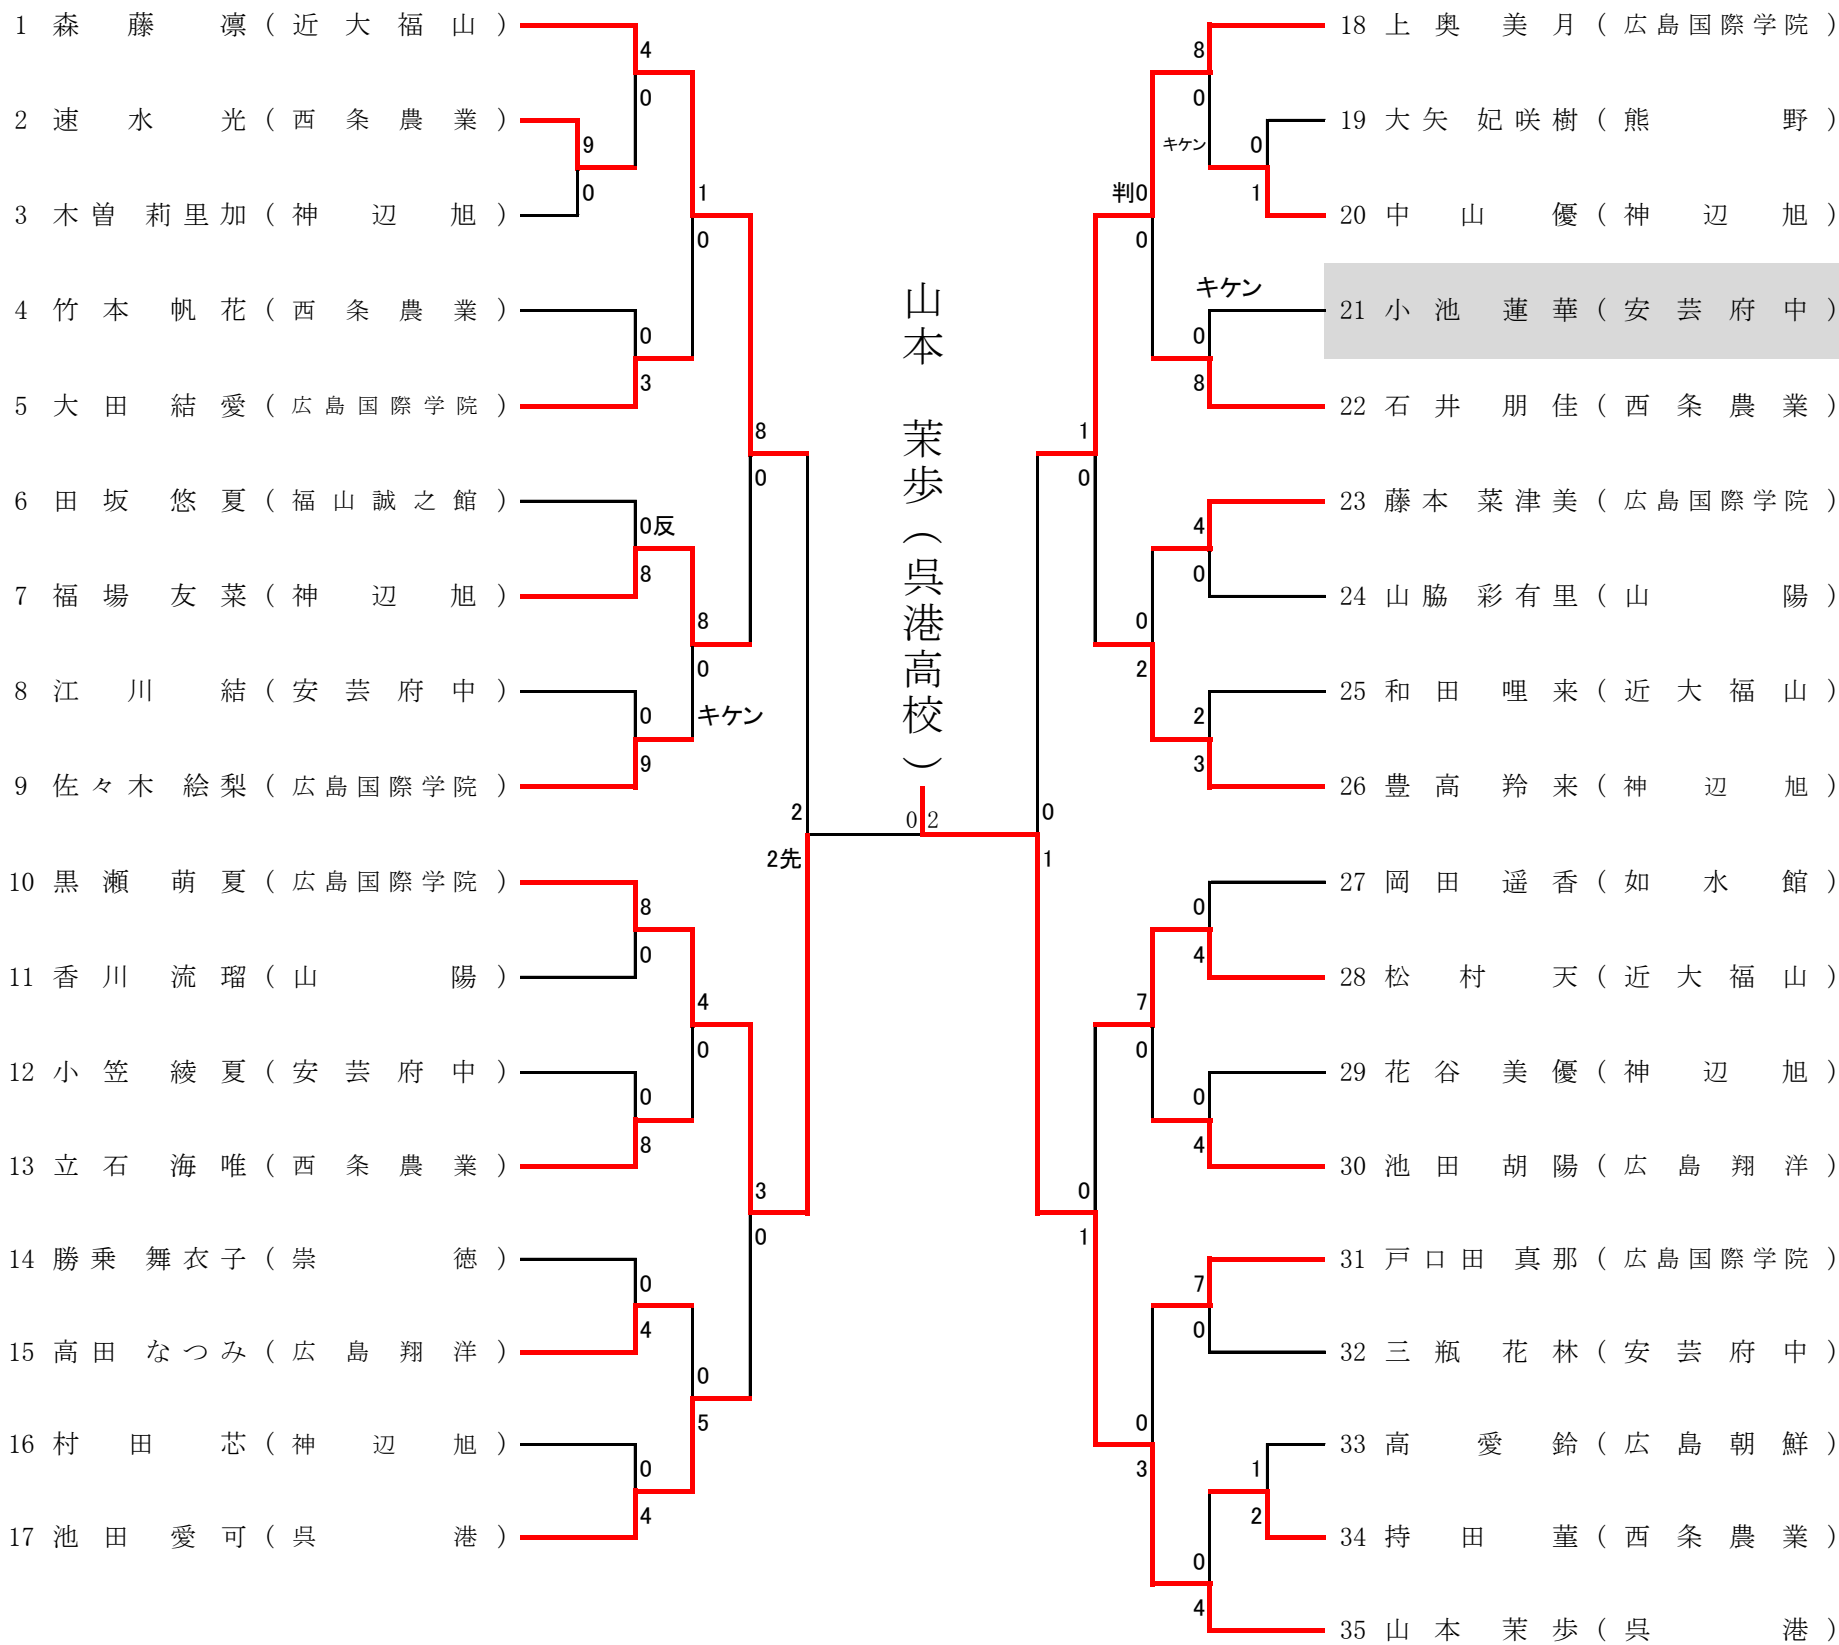 1 森藤 凛 ( 近大福山 )
2 速水 光 ( 西条農業 )
3 木曽 莉里加 ( 神辺旭 )
4 竹本 帆花 ( 西条農業 )
5 大田 結愛 ( 広島国際学院 )
6 田坂 悠夏 ( 福山誠之館 )
7 福場 友菜 ( 神辺旭 )
8 江川 結 ( 安芸府中 )
9 佐々木 絵梨 ( 広島国際学院 )
10 黒瀬 萌夏 ( 広島国際学院 )
11 香川 流瑠 ( 山陽 )
12 小笠 綾夏 ( 安芸府中 )
13 立石 海唯 ( 西条農業 )
14 勝乗 舞衣子 ( 崇徳 )
15 高田 なつみ ( 広島翔洋 )
16 村田 芯 ( 神辺旭 )
17 池田 愛可 ( 呉港 )
4
0
9
0
1
0
0
3
8
0
0反
8
8
0
キケン
0
9
2
2先
8
0
4
0
0
8
3
0
0
4
0
5
0
4
山本 茉歩(呉港高校)
0 2
8
0
キケン
0
1
判0
0
キケン
0
8
1
0
4
0
0
2
2
3
0
1
0
4
7
0
0
4
0
1
7
0
0
3
1
2
0
4
18 上奥 美月 ( 広島国際学院 )
19 大矢 妃咲樹 ( 熊野 )
20 中山 優 ( 神辺旭 )
21 小池 蓮華 ( 安芸府中 )
22 石井 朋佳 ( 西条農業 )
23 藤本 菜津美 ( 広島国際学院 )
24 山脇 彩有里 ( 山陽 )
25 和田 哩来 ( 近大福山 )
26 豊高 羚来 ( 神辺旭 )
27 岡田 遥香 ( 如水館 )
28 松村 天 ( 近大福山 )
29 花谷 美優 ( 神辺旭 )
30 池田 胡陽 ( 広島翔洋 )
31 戸口田 真那 ( 広島国際学院 )
32 三瓶 花林 ( 安芸府中 )
33 高 愛鈴 ( 広島朝鮮 )
34 持田 菫 ( 西条農業 )
35 山本 茉歩 ( 呉港 )